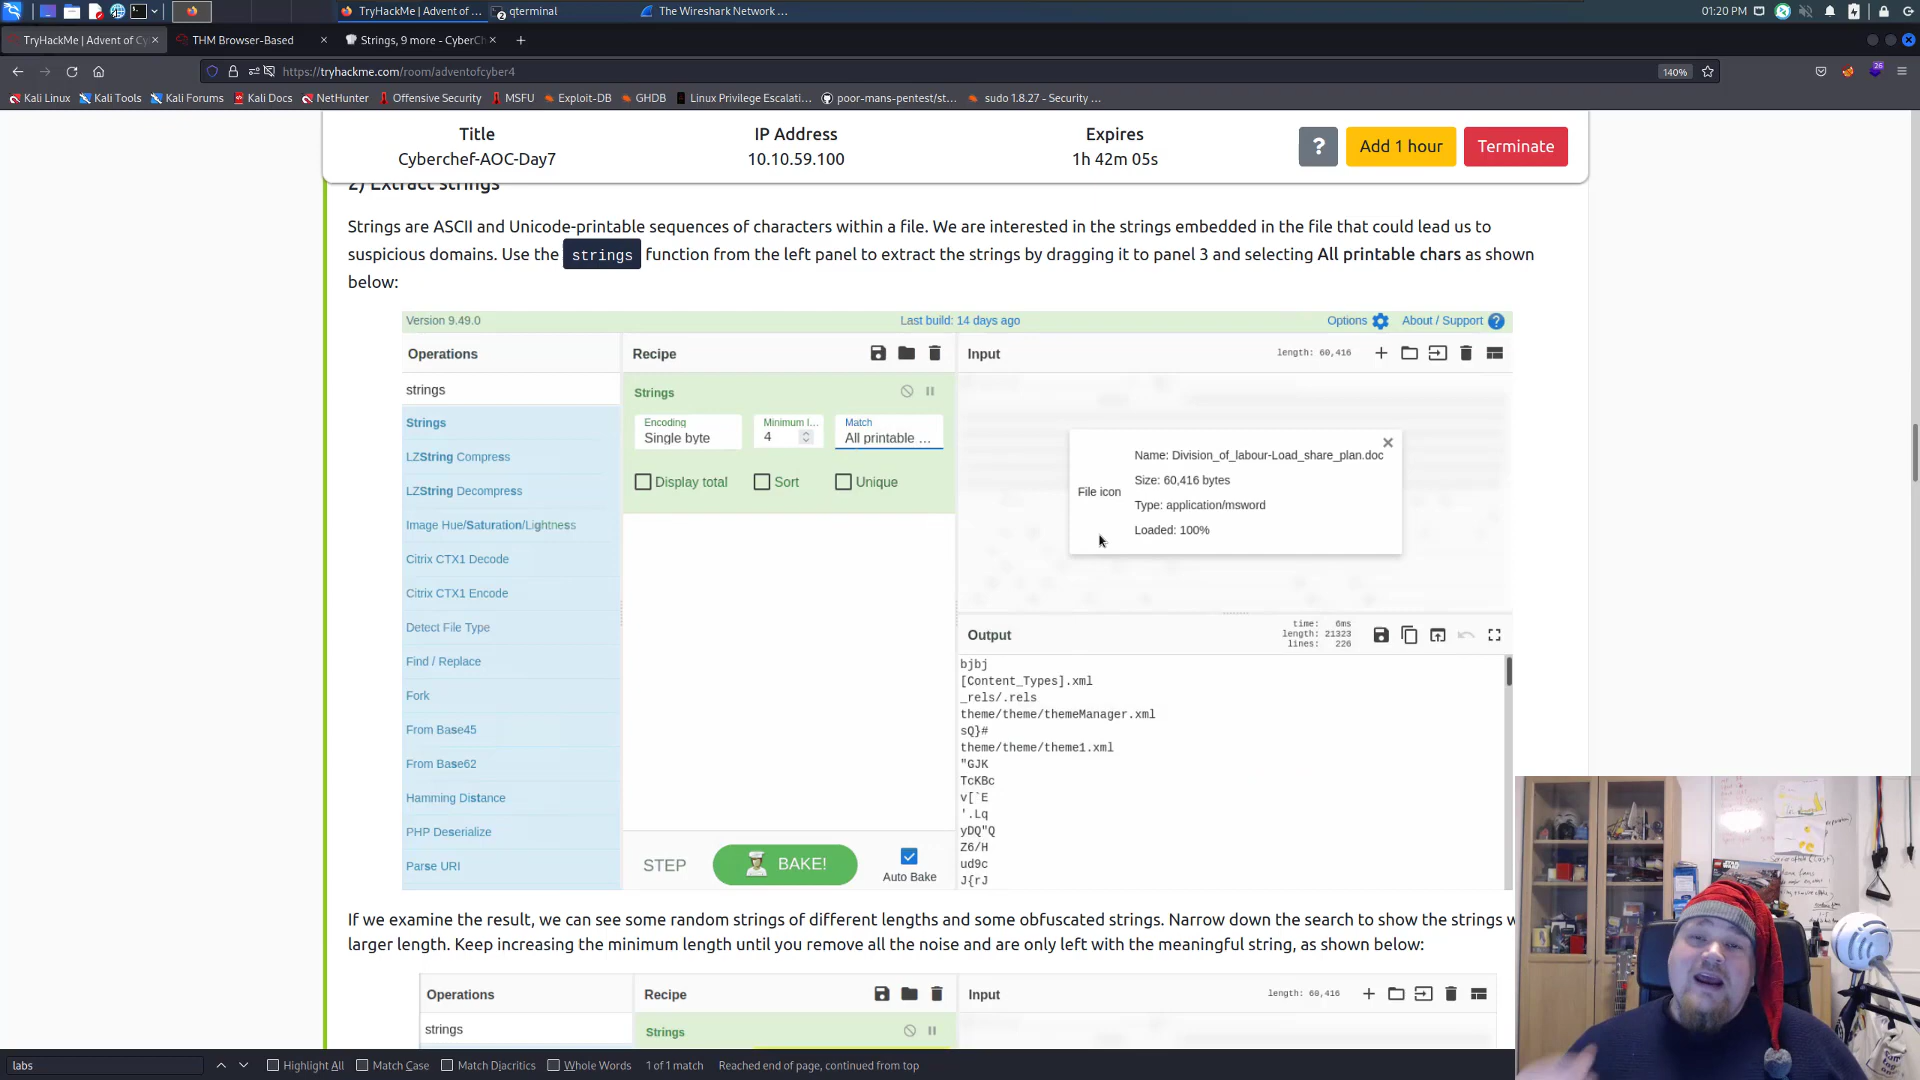 TryHackMe | Advent of ...
qterminal
The Wireshark Network ...
01:20 PM
TryHackMe | Advent of Cy
THM Browser-Based
Strings, 9 more - CyberCh
https://tryhackme.com/room/adventofcyber4
140%
26
Kali Linux
Kali Tools
Kali Forums
Kali Docs
NetHunter
Offensive Security
MSFU
Exploit-DB
GHDB
Linux Privilege Escalati...
poor-mans-pentest/st...
sudo 1.8.27 - Security ...
Title
IP Address
Expires
Cyberchef-AOC-Day7
10.10.59.100
1h 42m 05s
?
Add 1 hour
Terminate
2) Extract strings
Strings are ASCII and Unicode-printable sequences of characters within a file. We are interested in the strings embedded in the file that could lead us to
suspicious domains. Use the strings function from the left panel to extract the strings by dragging it to panel 3 and selecting All printable chars as shown
below:
Version 9.49.0
Last build: 14 days ago
Options
About / Support
Operations
Recipe
Input
length: 60,416
strings
Strings
Strings
Encoding
Single byte
Minimum l...
4
Match
All printable ...
Display total
Sort
Unique
LZString Compress
LZString Decompress
Image Hue/Saturation/Lightness
Citrix CTX1 Decode
Citrix CTX1 Encode
Detect File Type
Find / Replace
Fork
From Base45
From Base62
Hamming Distance
PHP Deserialize
Parse URI
File icon
Name: Division_of_labour-Load_share_plan.doc
Size: 60,416 bytes
Type: application/msword
Loaded: 100%
Output
time: 6ms
length: 21323
lines: 226
bjbj
[Content_Types].xml
_rels/.rels
theme/theme/themeManager.xml
sQ}#
theme/theme/theme1.xml
"GJK
TcKBc
v[`E
'.Lq
yDQ"Q
Z6/H
ud9c
J{rJ
STEP
BAKE!
Auto Bake
If we examine the result, we can see some random strings of different lengths and some obfuscated strings. Narrow down the search to show the strings w
larger length. Keep increasing the minimum length until you remove all the noise and are only left with the meaningful string, as shown below:
Operations
Recipe
Input
length: 60,416
strings
Strings
labs
Highlight All
Match Case
Match Diacritics
Whole Words
1 of 1 match
Reached end of page, continued from top